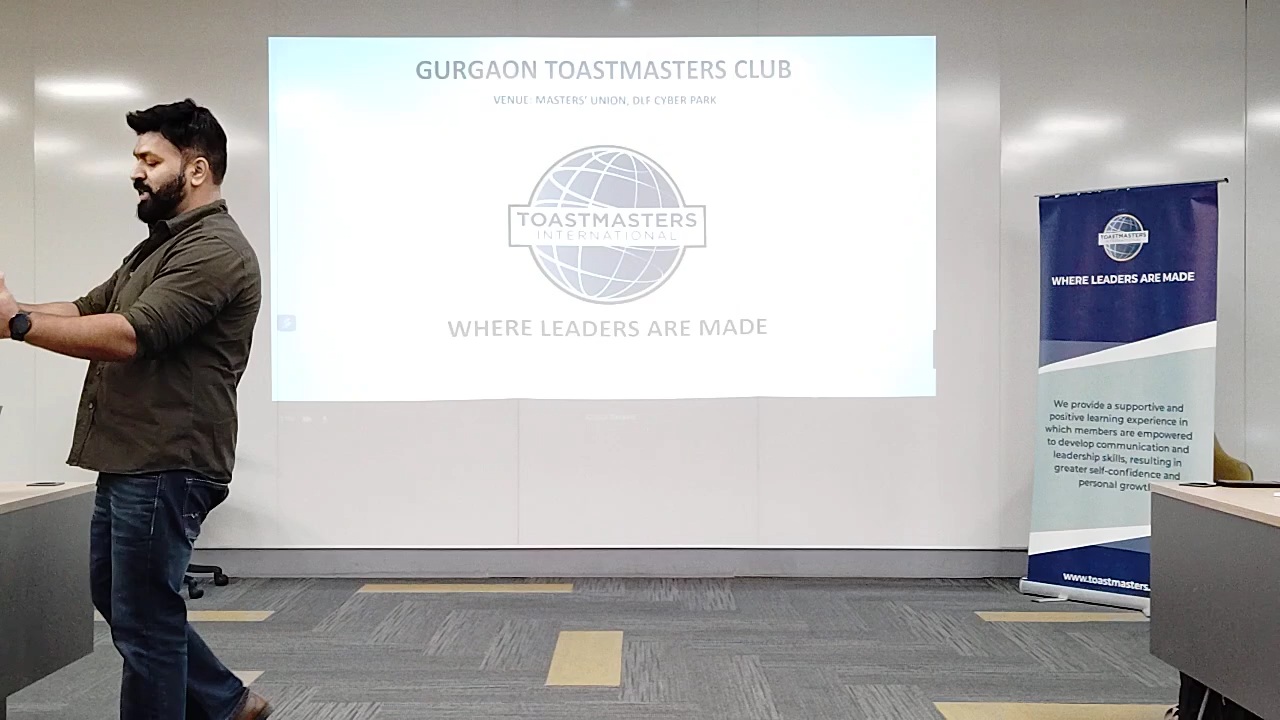 GURGAON TOASTMASTERS CLUB
VENUE: MASTERS' UNION, DLF CYBER PARK
TOASTMASTERS
INTERNATIONAL
WHERE LEADERS ARE MADE
TOASTMASTERS
WHERE LEADERS ARE MADE
We provide a supportive and
positive learning experience in
which members are empowered
to develop communication and
leadership skills, resulting in
greater self-confidence and
personal growth
www.toastmasters.